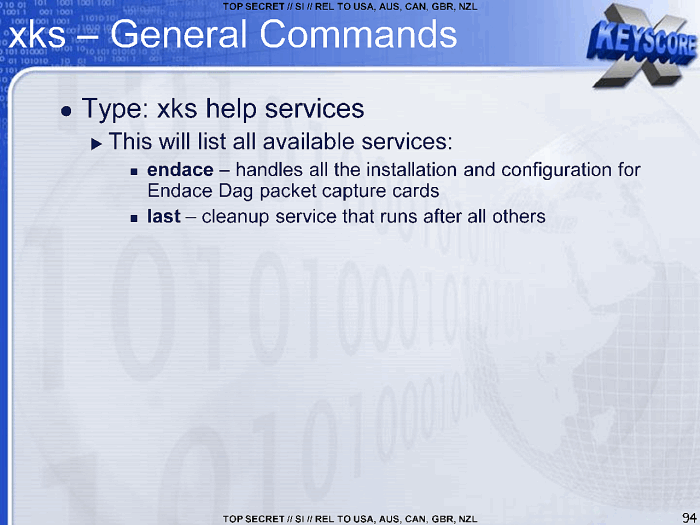 TOP SECRET // SI // REL TO USA, AUS, CAN, GBR, NZL
xks – General Commands
KEYSCORE
X
• Type: xks help services
▶ This will list all available services:
▪ endace – handles all the installation and configuration for
Endace Dag packet capture cards
▪ last – cleanup service that runs after all others
TOP SECRET // SI // REL TO USA, AUS, CAN, GBR, NZL
94